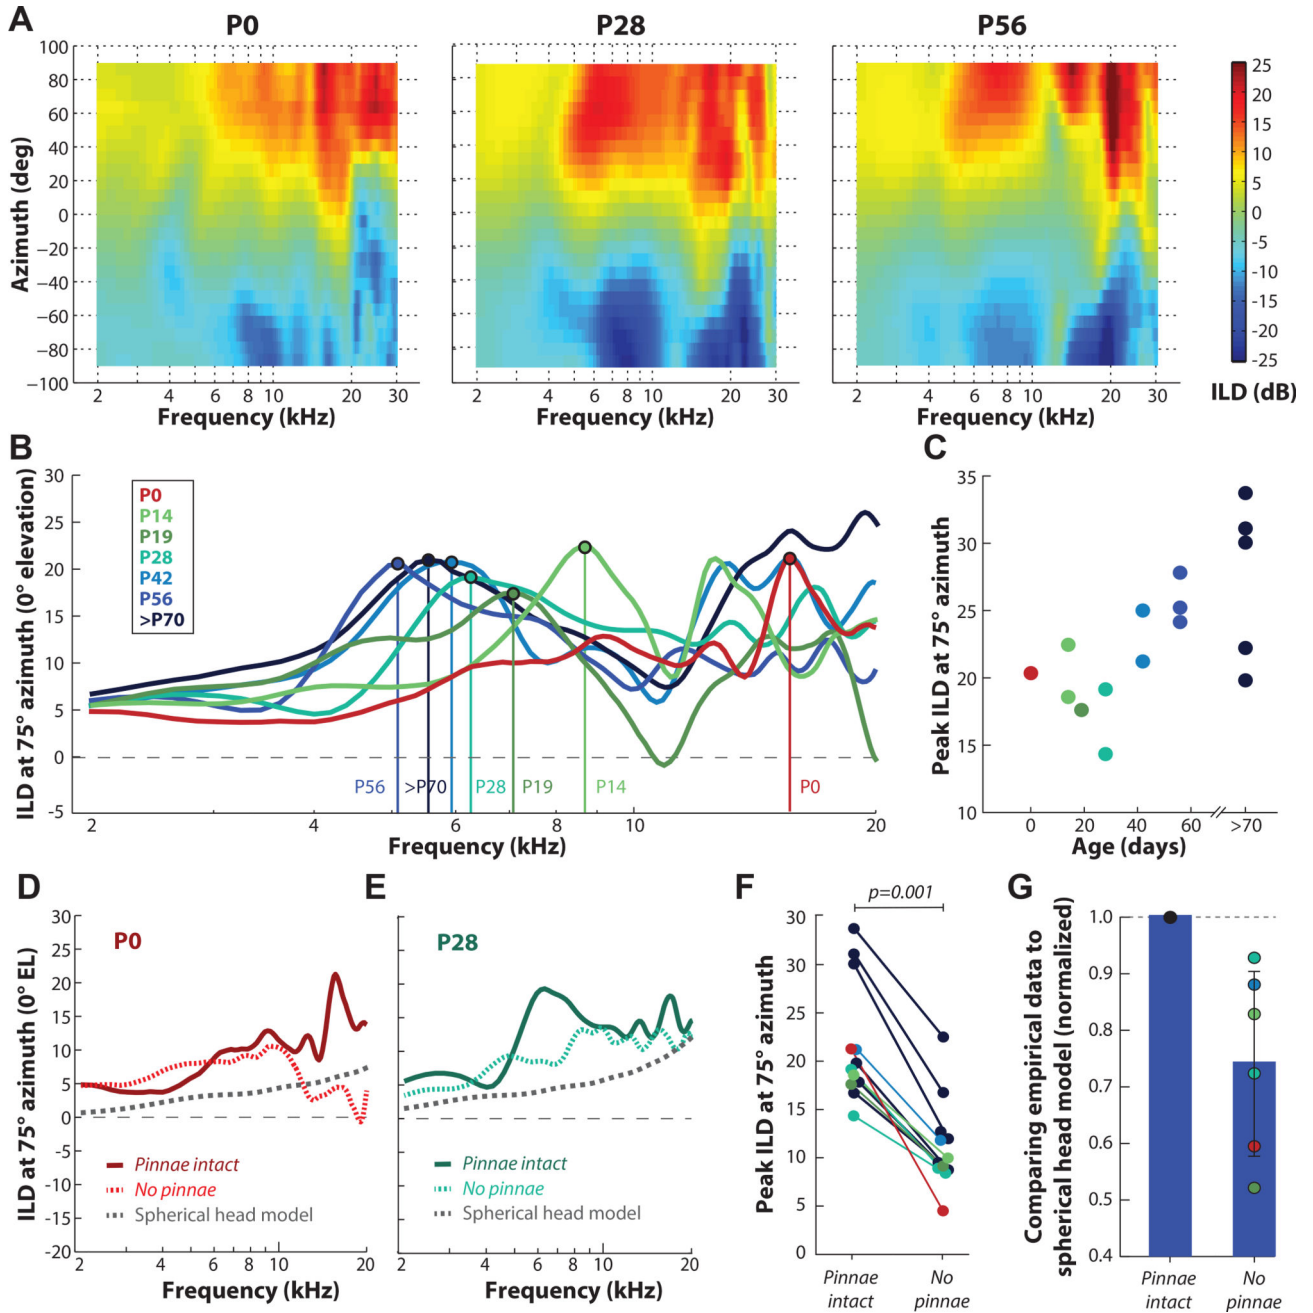 A
P0
P28
P56
Azimuth (deg)
100
80
60
40
20
0
−20
−40
−60
−80
−100
2
4
6
8
10
20
30
Frequency (kHz)
2
4
6
8
10
20
30
Frequency (kHz)
2
4
6
8
10
20
30
Frequency (kHz)
25
20
15
10
5
0
-5
-10
-15
-20
-25
ILD (dB)
B
ILD at 75° azimuth (0° elevation)
30
25
20
15
10
5
0
-5
P0
P14
P19
P28
P42
P56
>P70
P56
>P70
P28
P19
P14
P0
2
4
6
8
10
20
Frequency (kHz)
C
Peak ILD at 75° azimuth
35
30
25
20
15
10
0
20
40
60
>70
Age (days)
D
P0
ILD at 75° azimuth (0° EL)
30
25
20
15
10
5
0
-5
-10
-15
-20
Pinnae intact
No pinnae
Spherical head model
2
4
6
8
10
20
Frequency (kHz)
E
P28
Pinnae intact
No pinnae
Spherical head model
2
4
6
8
10
20
Frequency (kHz)
F
p=0.001
Peak ILD at 75° azimuth
30
30
25
20
15
10
5
0
Pinnae
intact
No
pinnae
G
Comparing empirical data to
spherical head model (normalized)
1.0
0.9
0.8
0.7
0.6
0.5
0.4
Pinnae
intact
No
pinnae